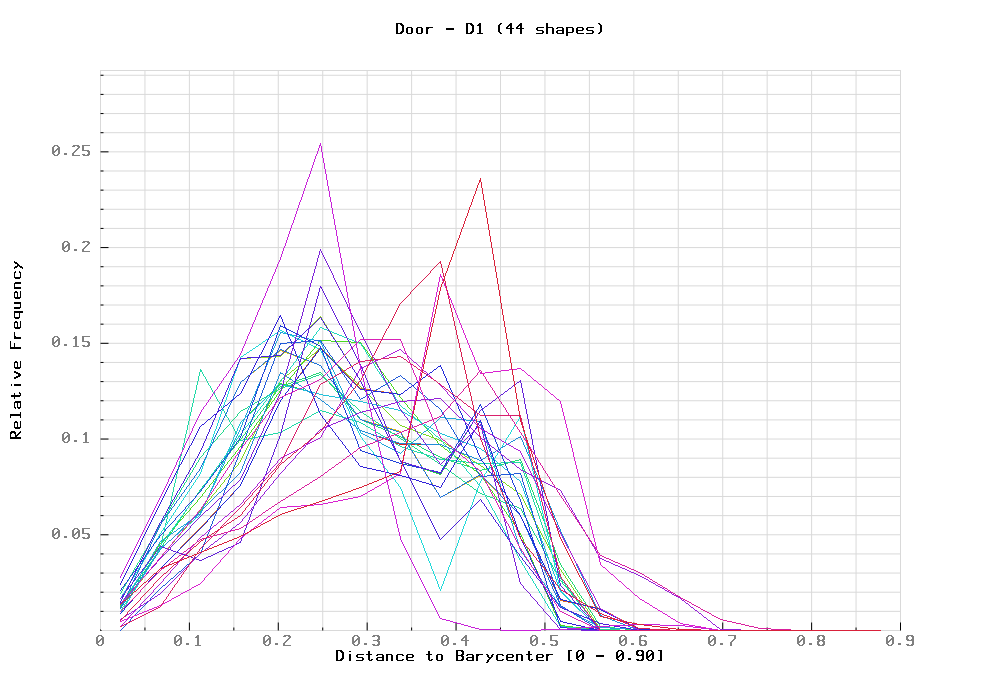 Door - D1 (44 shapes)
Relative Frequency
0.25
0.2
0.15
0.1
0.05
0 0.1 0.2 0.3 0.4 0.5 0.6 0.7 0.8 0.9
Distance to Barycenter [0 - 0.90]